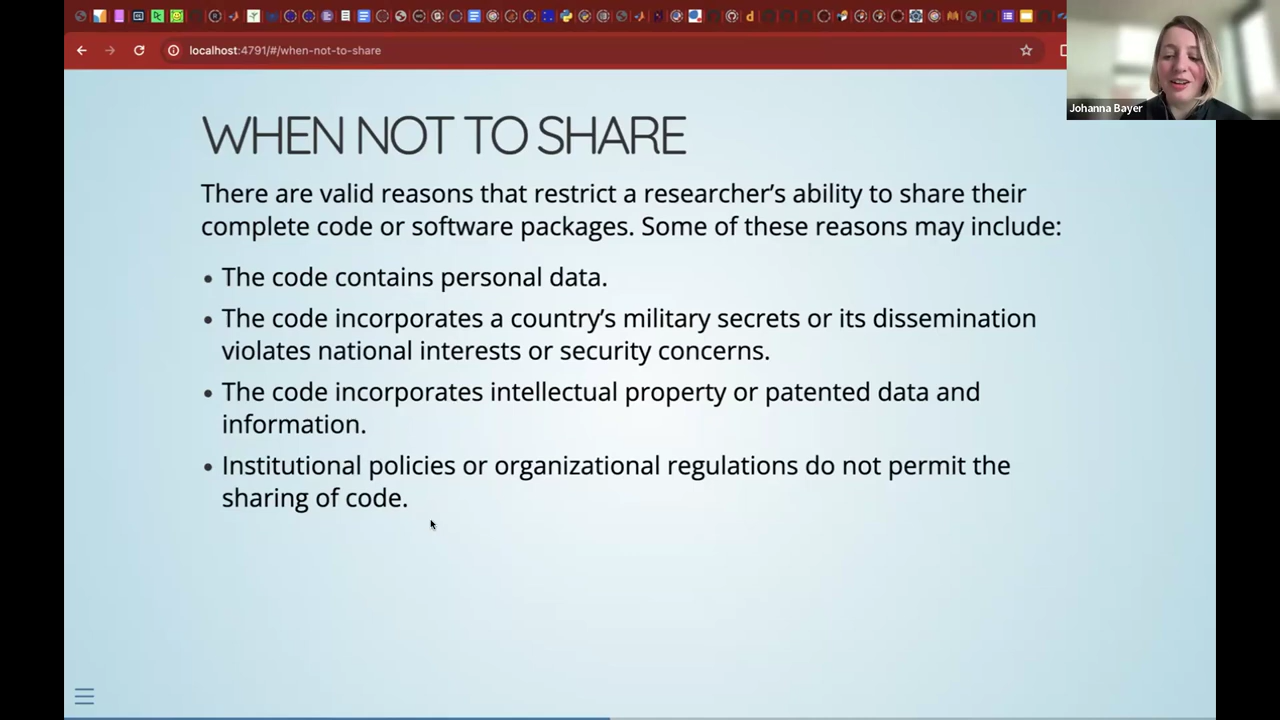 localhost:4791/#/when-not-to-share
Johanna Bayer
WHEN NOT TO SHARE
There are valid reasons that restrict a researcher’s ability to share their
complete code or software packages. Some of these reasons may include:
• The code contains personal data.
• The code incorporates a country’s military secrets or its dissemination
violates national interests or security concerns.
• The code incorporates intellectual property or patented data and
information.
• Institutional policies or organizational regulations do not permit the
sharing of code.